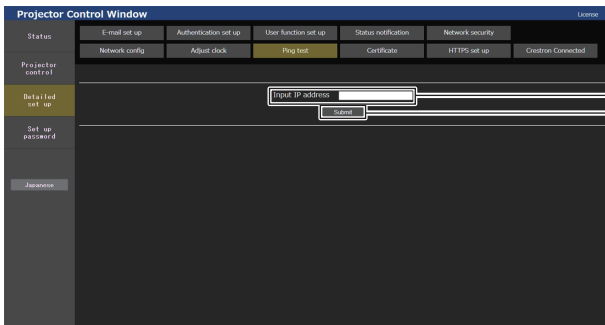 Projector Control Window
License
Status
Projector
control
Detailed
set up
Set up
password
Japanese
E-mail set up
Authentication set up
User function set up
Status notification
Network security
Network config
Adjust clock
Ping test
Certificate
HTTPS set up
Crestron Connected
Input IP address
Submit